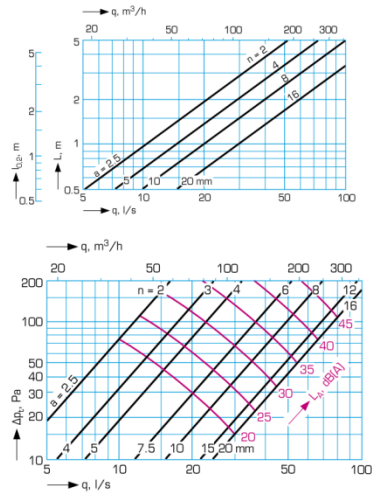 q, m³/h
20 50 100 200 300
5 5
n = 2
4
8
16
2 2
1 1
L₀,₂, m
L, m
a = 2.5
5 10 20 mm
0.5 0.5
5 10 20 50 100
q, l/s
q, m³/h
20 50 100 200 300
200
n = 2 3 4 6 8 12
16
100
45
40
50
35
40
30
30
25
20
20
a = 2.5
Δpₜ, Pa
Lₐ, dB(A)
4 5 7.5 10 15 20 mm
10
5 10 20 50 100
q, l/s